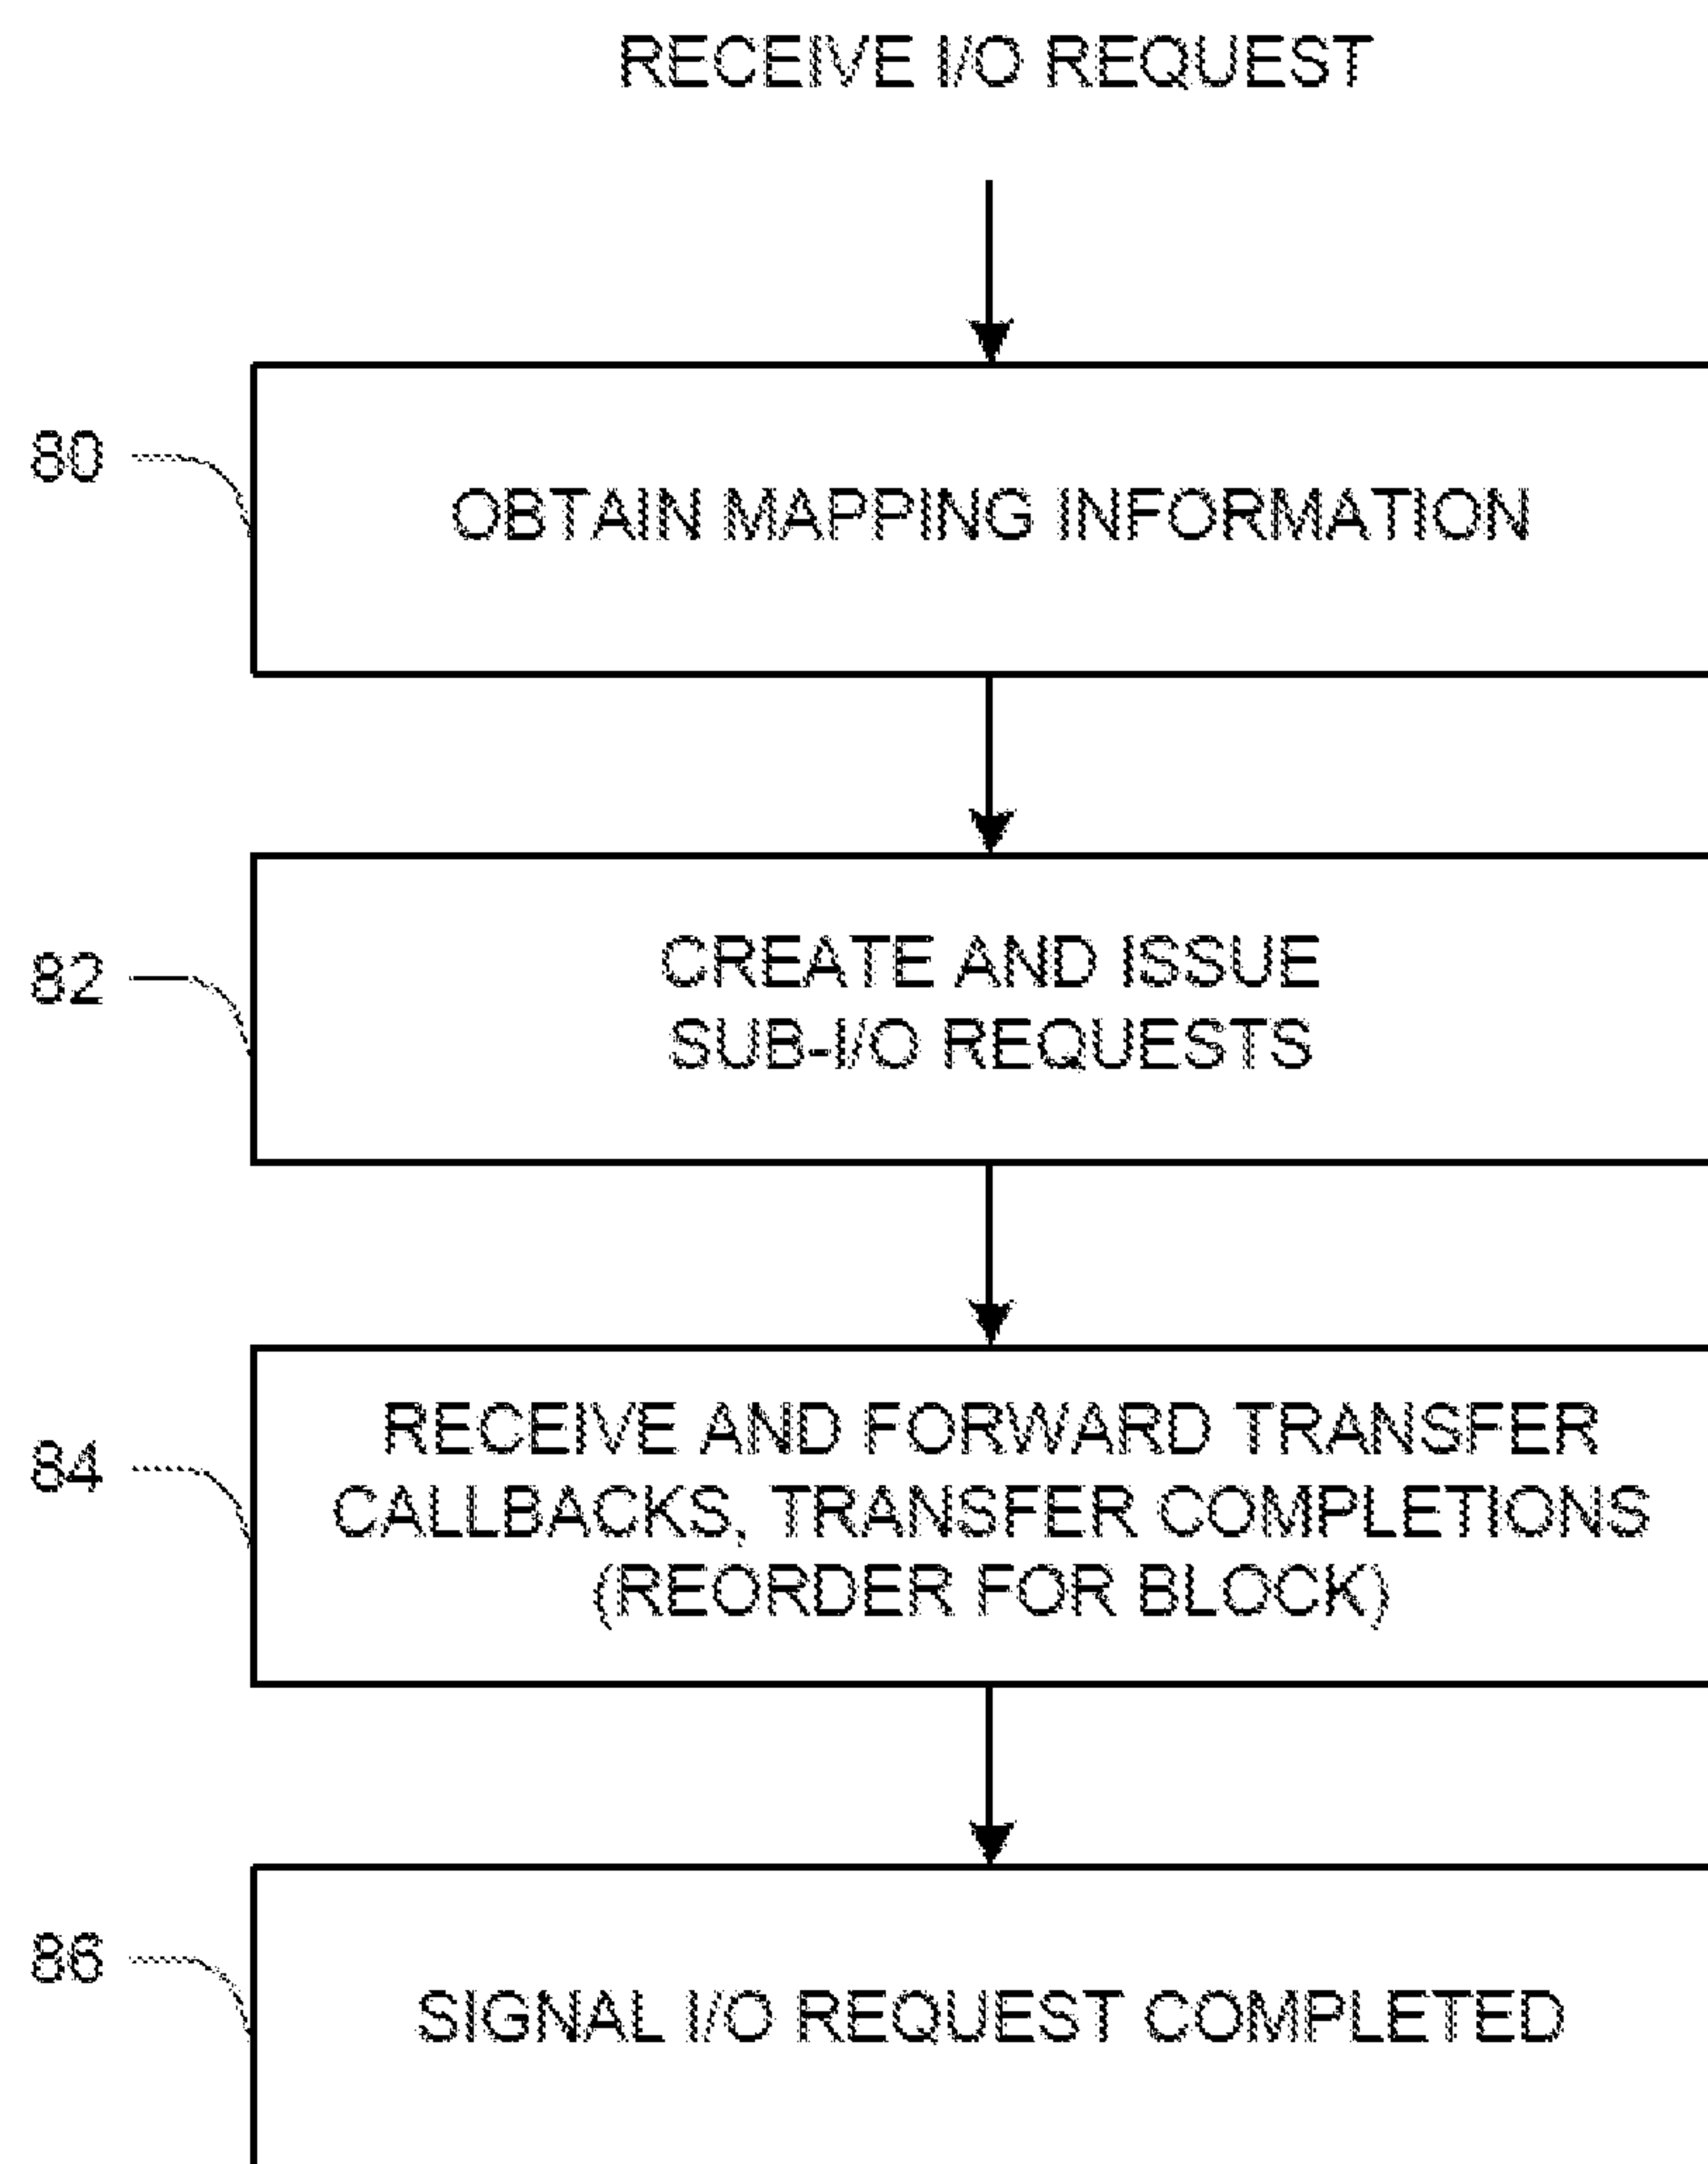 RECEIVE I/O REQUEST
80
OBTAIN MAPPING INFORMATION
82
CREATE AND ISSUE
SUB-I/O REQUESTS
84
RECEIVE AND FORWARD TRANSFER
CALLBACKS, TRANSFER COMPLETIONS
(REORDER FOR BLOCK)
86
SIGNAL I/O REQUEST COMPLETED